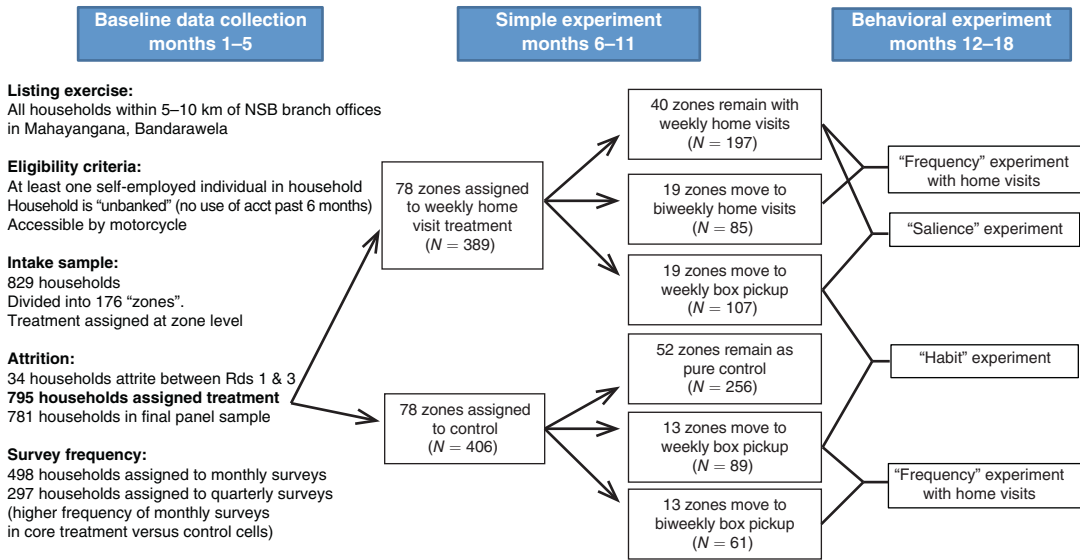 Baseline data collection
months 1–5
Simple experiment
months 6–11
Behavioral experiment
months 12–18
Listing exercise:
All households within 5–10 km of NSB branch offices
in Mahayangana, Bandarawela
Eligibility criteria:
At least one self-employed individual in household
Household is “unbanked” (no use of acct past 6 months)
Accessible by motorcycle
Intake sample:
829 households
Divided into 176 “zones”.
Treatment assigned at zone level
Attrition:
34 households attrite between Rds 1 & 3
795 households assigned treatment
781 households in final panel sample
Survey frequency:
498 households assigned to monthly surveys
297 households assigned to quarterly surveys
(higher frequency of monthly surveys
in core treatment versus control cells)
78 zones assigned
to weekly home
visit treatment
(N = 389)
78 zones assigned
to control
(N = 406)
40 zones remain with
weekly home visits
(N = 197)
19 zones move to
biweekly home visits
(N = 85)
19 zones move to
weekly box pickup
(N = 107)
52 zones remain as
pure control
(N = 256)
13 zones move to
weekly box pickup
(N = 89)
13 zones move to
biweekly box pickup
(N = 61)
“Frequency” experiment
with home visits
“Salience” experiment
“Habit” experiment
“Frequency” experiment
with home visits